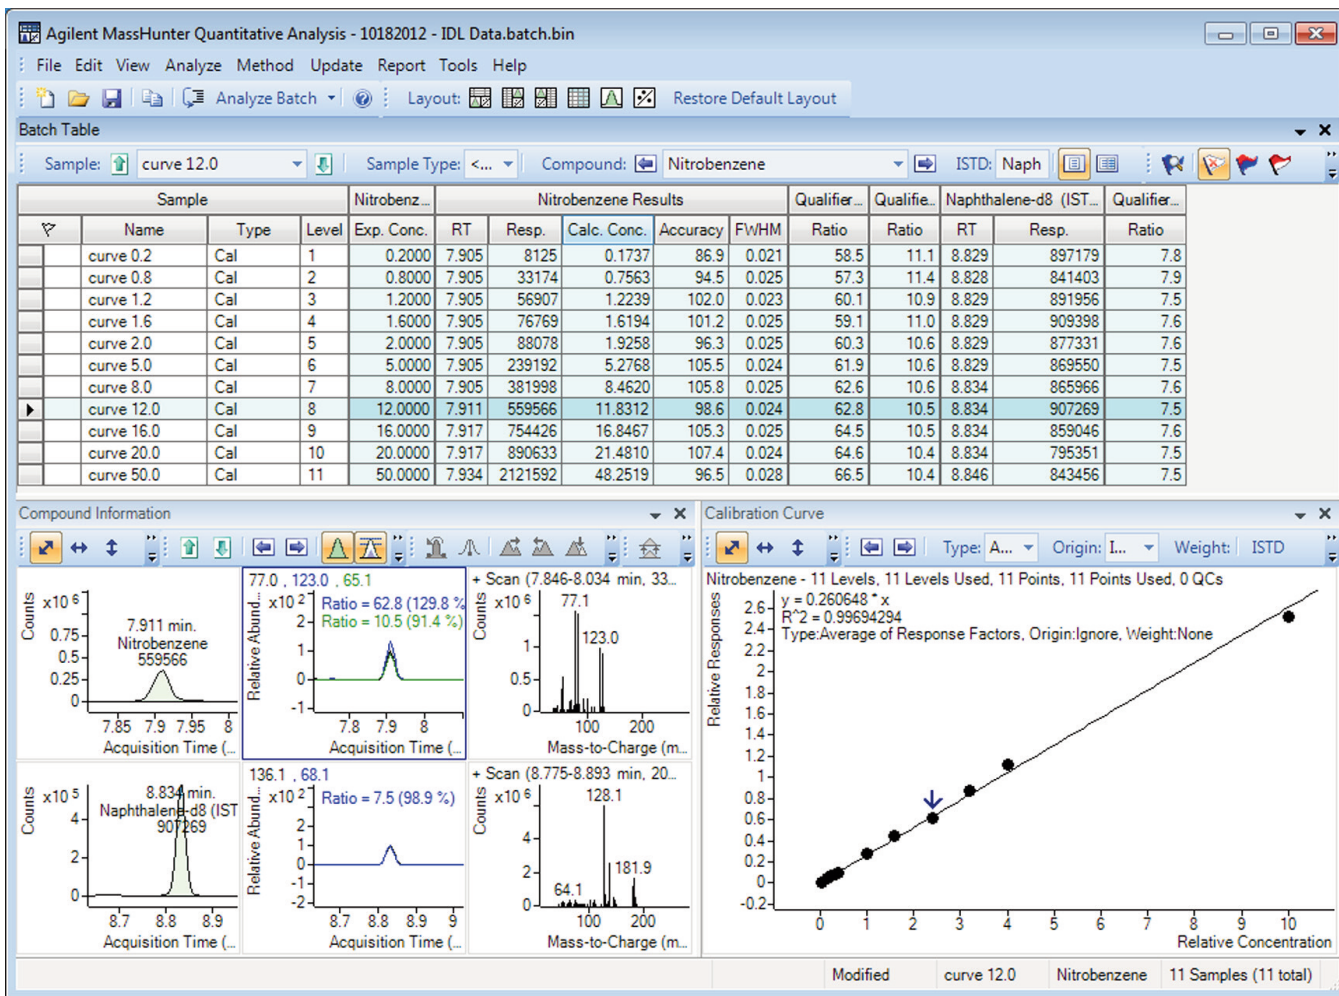 Agilent MassHunter Quantitative Analysis - 10182012 - IDL Data.batch.bin
File Edit View Analyze Method Update Report Tools Help
Analyze Batch Layout: Restore Default Layout
Batch Table
Sample: curve 12.0 Sample Type: <... Compound: Nitrobenzene ISTD: Naph
Sample Nitrobenz... Nitrobenzene Results Qualifier... Qualifie... Naphthalene-d8 (IST... Qualifier...
Name Type Level Exp. Conc. RT Resp. Calc. Conc. Accuracy FWHM Ratio Ratio RT Resp. Ratio
curve 0.2 Cal 1 0.2000 7.905 8125 0.1737 86.9 0.021 58.5 11.1 8.829 897179 7.8
curve 0.8 Cal 2 0.8000 7.905 33174 0.7563 94.5 0.025 57.3 11.4 8.828 841403 7.9
curve 1.2 Cal 3 1.2000 7.905 56907 1.2239 102.0 0.023 60.1 10.9 8.829 891956 7.5
curve 1.6 Cal 4 1.6000 7.905 76769 1.6194 101.2 0.025 59.1 11.0 8.829 909398 7.6
curve 2.0 Cal 5 2.0000 7.905 88078 1.9258 96.3 0.025 60.3 10.6 8.829 877331 7.6
curve 5.0 Cal 6 5.0000 7.905 239192 5.2768 105.5 0.024 61.9 10.6 8.829 869550 7.5
curve 8.0 Cal 7 8.0000 7.905 381998 8.4620 105.8 0.025 62.6 10.6 8.834 865966 7.6
curve 12.0 Cal 8 12.0000 7.911 559566 11.8312 98.6 0.024 62.8 10.5 8.834 907269 7.5
curve 16.0 Cal 9 16.0000 7.917 754426 16.8467 105.3 0.025 64.5 10.5 8.834 859046 7.6
curve 20.0 Cal 10 20.0000 7.917 890633 21.4810 107.4 0.024 64.6 10.4 8.834 795351 7.5
curve 50.0 Cal 11 50.0000 7.934 2121592 48.2519 96.5 0.028 66.5 10.4 8.846 843456 7.5
Compound Information
Counts
x10 6
0.75
0.5
0.25
0
7.911 min.
Nitrobenzene
559566
7.85 7.9 7.95 8
Acquisition Time (...
77.0 , 123.0 , 65.1
Relative Abund...
x10 2
Ratio = 62.8 (129.8 %
Ratio = 10.5 (91.4 %)
2
1
0
-1
7.8 7.9 8
Acquisition Time (...
+ Scan (7.846-8.034 min, 33...
Counts
x10 6
77.1
123.0
1
0.5
0
100 200
Mass-to-Charge (m...
Counts
x10 5
4
2
0
8.834 min.
Naphthalene-d8 (IST
907269
8.7 8.8 8.9
Acquisition Time (...
136.1 , 68.1
Relative Abund...
x10 2
Ratio = 7.5 (98.9 %)
2
1
0
-1
-2
8.7 8.8 8.9 9
Acquisition Time (...
+ Scan (8.775-8.893 min, 20...
Counts
x10 6
128.1
181.9
64.1
4
2
0
100 200
Mass-to-Charge (m...
Calibration Curve
Type: A... Origin: I... Weight: ISTD
Nitrobenzene - 11 Levels, 11 Levels Used, 11 Points, 11 Points Used, 0 QCs
y = 0.260648 * x
R^2 = 0.99694294
Type:Average of Response Factors, Origin:Ignore, Weight:None
Relative Responses
2.6
2.4
2.2
2
1.8
1.6
1.4
1.2
1
0.8
0.6
0.4
0.2
0
-0.2
0 1 2 3 4 5 6 7 8 9 10
Relative Concentration
Modified curve 12.0 Nitrobenzene 11 Samples (11 total)